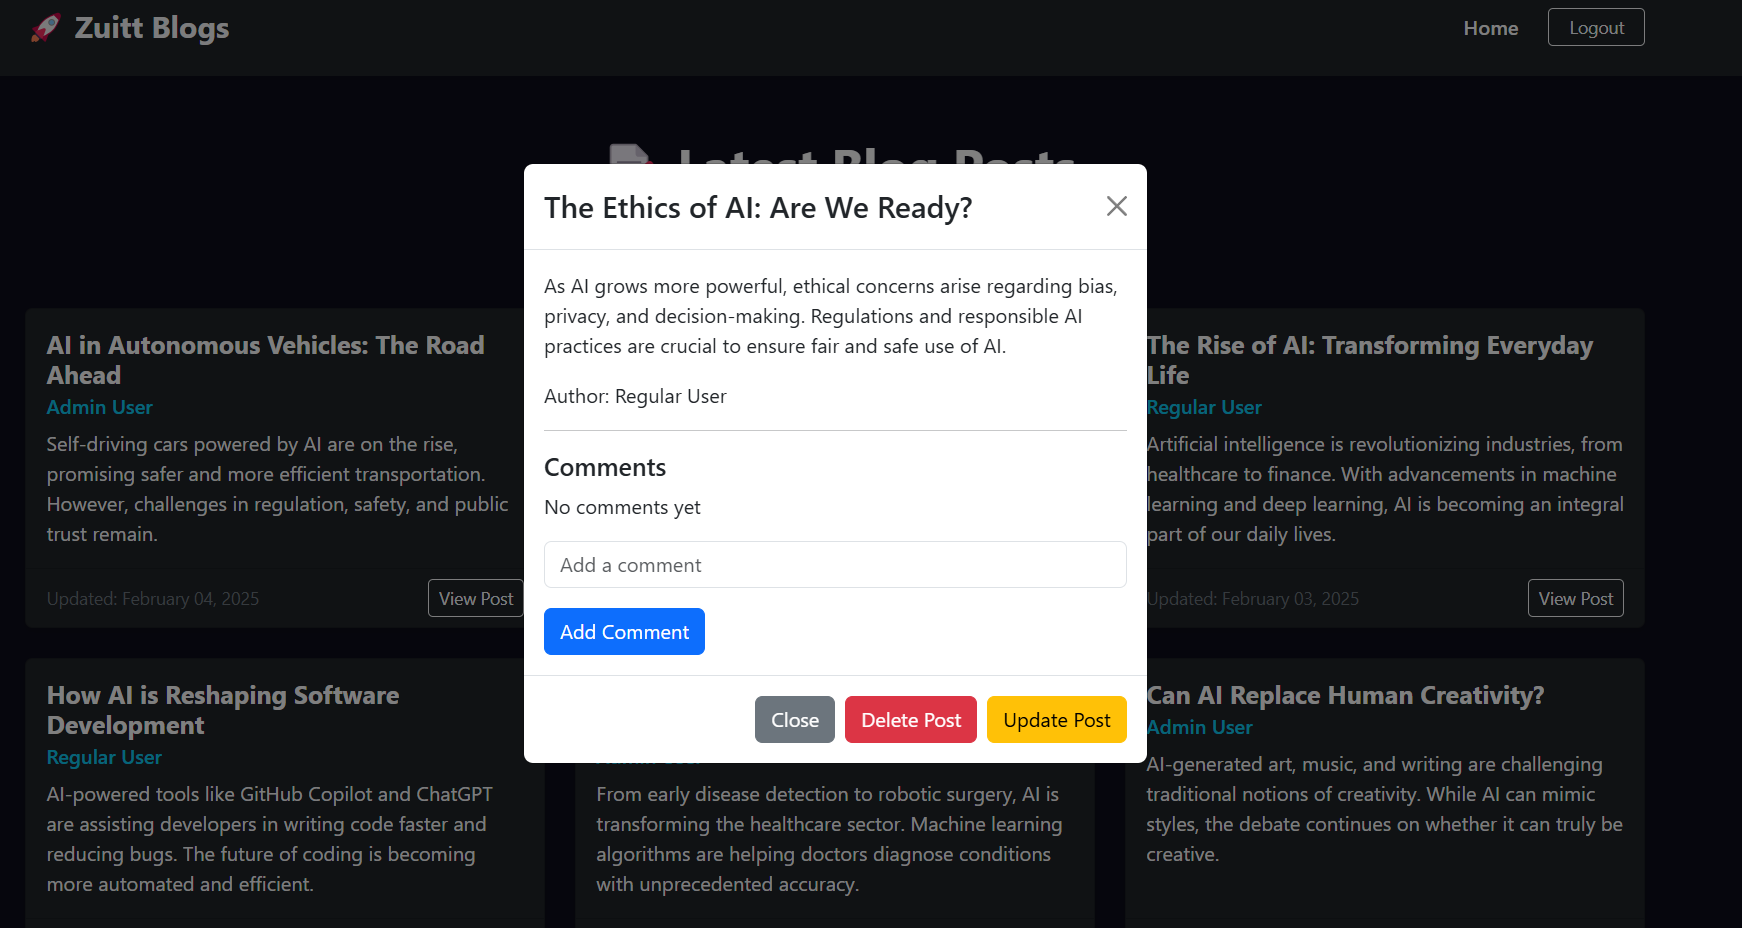 Zuitt Blogs
Home
Logout
Latest Blog Posts
The Ethics of AI: Are We Ready?
As AI grows more powerful, ethical concerns arise regarding bias,
privacy, and decision-making. Regulations and responsible AI
practices are crucial to ensure fair and safe use of AI.
Author: Regular User
Comments
No comments yet
Add a comment
Add Comment
Close
Delete Post
Update Post
AI in Autonomous Vehicles: The Road
Ahead
Admin User
Self-driving cars powered by AI are on the rise,
promising safer and more efficient transportation.
However, challenges in regulation, safety, and public
trust remain.
Updated: February 04, 2025
View Post
The Rise of AI: Transforming Everyday
Life
Regular User
Artificial intelligence is revolutionizing industries, from
healthcare to finance. With advancements in machine
learning and deep learning, AI is becoming an integral
part of our daily lives.
Updated: February 03, 2025
View Post
How AI is Reshaping Software
Development
Regular User
AI-powered tools like GitHub Copilot and ChatGPT
are assisting developers in writing code faster and
reducing bugs. The future of coding is becoming
more automated and efficient.
From early disease detection to robotic surgery, AI is
transforming the healthcare sector. Machine learning
algorithms are helping doctors diagnose conditions
with unprecedented accuracy.
Can AI Replace Human Creativity?
Admin User
AI-generated art, music, and writing are challenging
traditional notions of creativity. While AI can mimic
styles, the debate continues on whether it can truly be
creative.